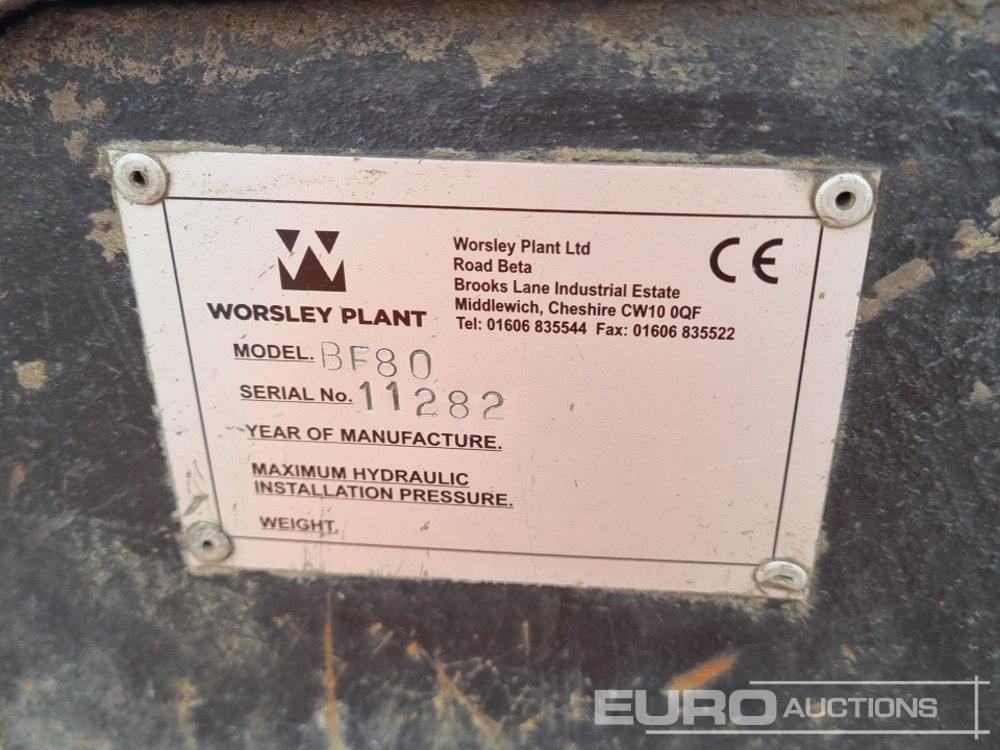 WORSLEY PLANT
Worsley Plant Ltd
Road Beta
Brooks Lane Industrial Estate
Middlewich, Cheshire CW10 0QF
Tel: 01606 835544 Fax: 01606 835522
CE
MODEL. BF80
SERIAL No. 11282
YEAR OF MANUFACTURE.
MAXIMUM HYDRAULIC
INSTALLATION PRESSURE.
WEIGHT.
EURO AUCTIONS